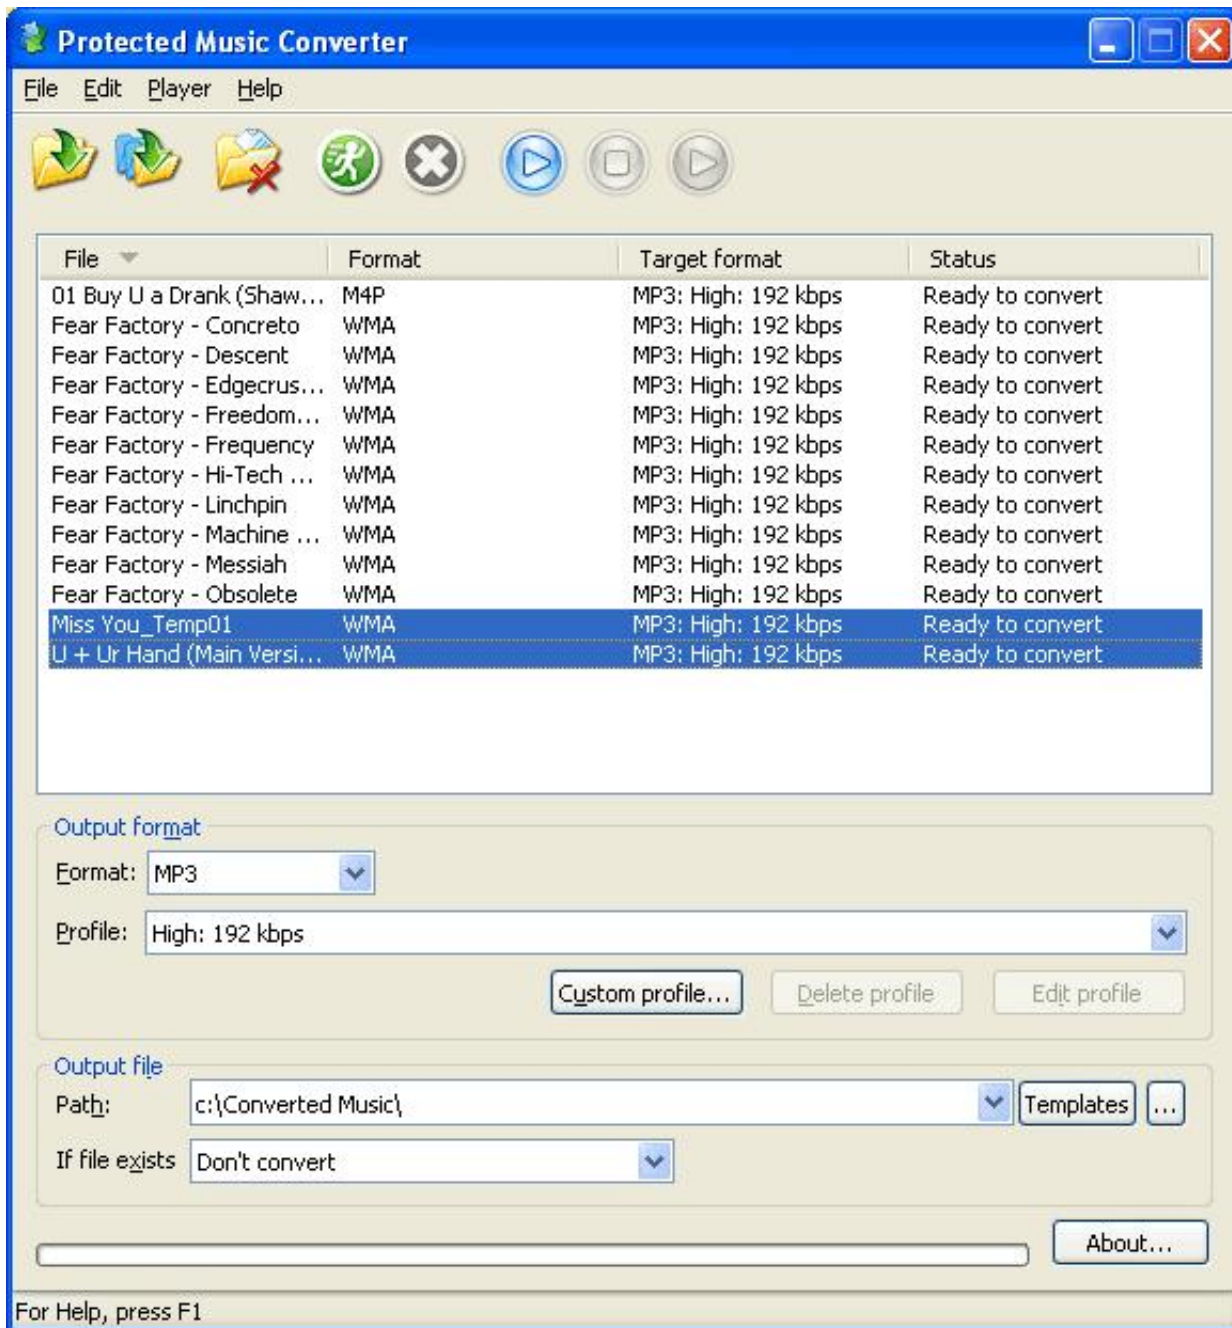 Protected Music Converter
File Edit Player Help
File Format Target format Status
01 Buy U a Drank (Shaw... M4P MP3: High: 192 kbps Ready to convert
Fear Factory - Concreto WMA MP3: High: 192 kbps Ready to convert
Fear Factory - Descent WMA MP3: High: 192 kbps Ready to convert
Fear Factory - Edgecrus... WMA MP3: High: 192 kbps Ready to convert
Fear Factory - Freedom... WMA MP3: High: 192 kbps Ready to convert
Fear Factory - Frequency WMA MP3: High: 192 kbps Ready to convert
Fear Factory - Hi-Tech ... WMA MP3: High: 192 kbps Ready to convert
Fear Factory - Linchpin WMA MP3: High: 192 kbps Ready to convert
Fear Factory - Machine ... WMA MP3: High: 192 kbps Ready to convert
Fear Factory - Messiah WMA MP3: High: 192 kbps Ready to convert
Fear Factory - Obsolete WMA MP3: High: 192 kbps Ready to convert
Miss You_Temp01 WMA MP3: High: 192 kbps Ready to convert
U + Ur Hand (Main Versi... WMA MP3: High: 192 kbps Ready to convert
Output format
Format: MP3
Profile: High: 192 kbps
Custom profile... Delete profile Edit profile
Output file
Path: c:\Converted Music\ Templates ...
If file exists Don't convert
About...
For Help, press F1